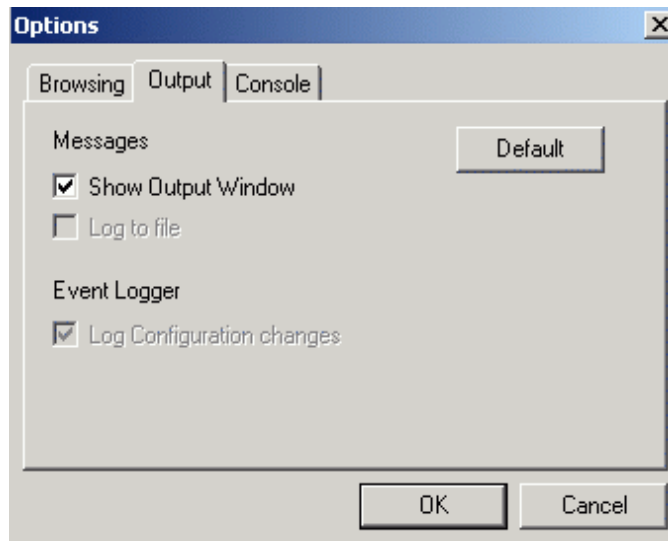 Options
Browsing Output Console
Messages Default
Show Output Window
Log to file
Event Logger
Log Configuration changes
OK Cancel